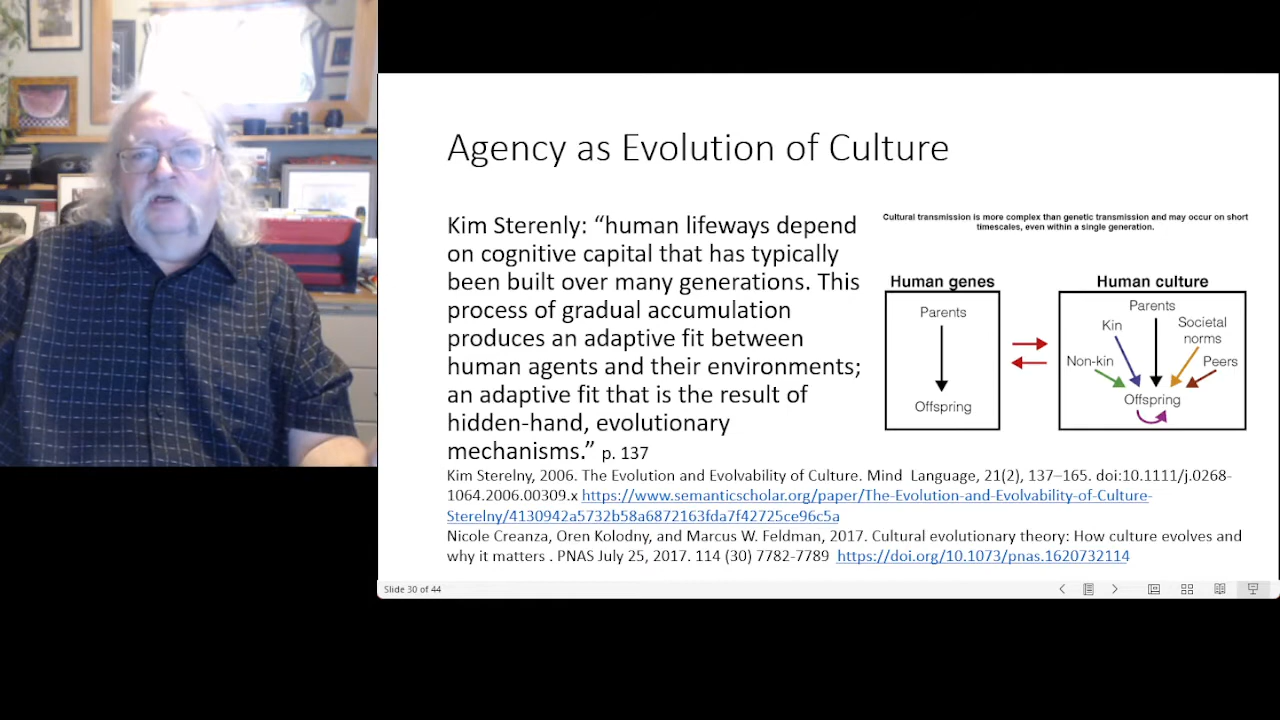 Agency as Evolution of Culture
Kim Sterenly: “human lifeways depend
on cognitive capital that has typically
been built over many generations. This
process of gradual accumulation
produces an adaptive fit between
human agents and their environments;
an adaptive fit that is the result of
hidden-hand, evolutionary
mechanisms.” p. 137
Cultural transmission is more complex than genetic transmission and may occur on short
timescales, even within a single generation.
Human genes
Parents
Offspring
Human culture
Parents
Kin
Societal
norms
Non-kin
Peers
Offspring
Kim Sterelny, 2006. The Evolution and Evolvability of Culture. Mind Language, 21(2), 137–165. doi:10.1111/j.0268-
1064.2006.00309.x https://www.semanticscholar.org/paper/The-Evolution-and-Evolvability-of-Culture-
Sterelny/4130942a5732b58a6872163fda7f42725ce96c5a
Nicole Creanza, Oren Kolodny, and Marcus W. Feldman, 2017. Cultural evolutionary theory: How culture evolves and
why it matters . PNAS July 25, 2017. 114 (30) 7782-7789 https://doi.org/10.1073/pnas.1620732114
Slide 30 of 44